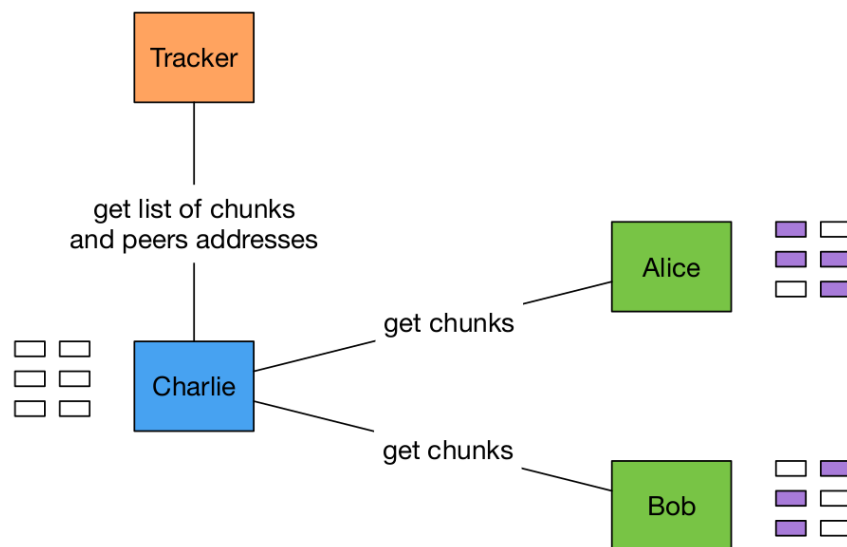 Tracker
get list of chunks
and peers addresses
Alice
get chunks
Charlie
get chunks
Bob